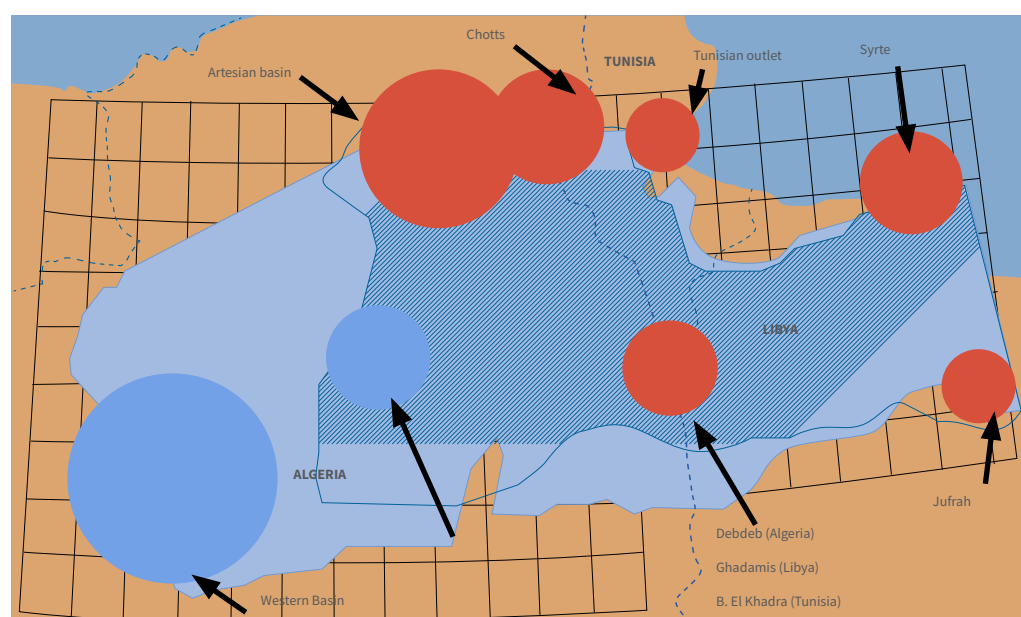 Chotts
Syrte
Tunisian outlet
TUNISIA
Artesian basin
LIBYA
ALGERIA
Jufrah
Debdeb (Algeria)
Ghadamis (Libya)
B. El Khadra (Tunisia)
Western Basin